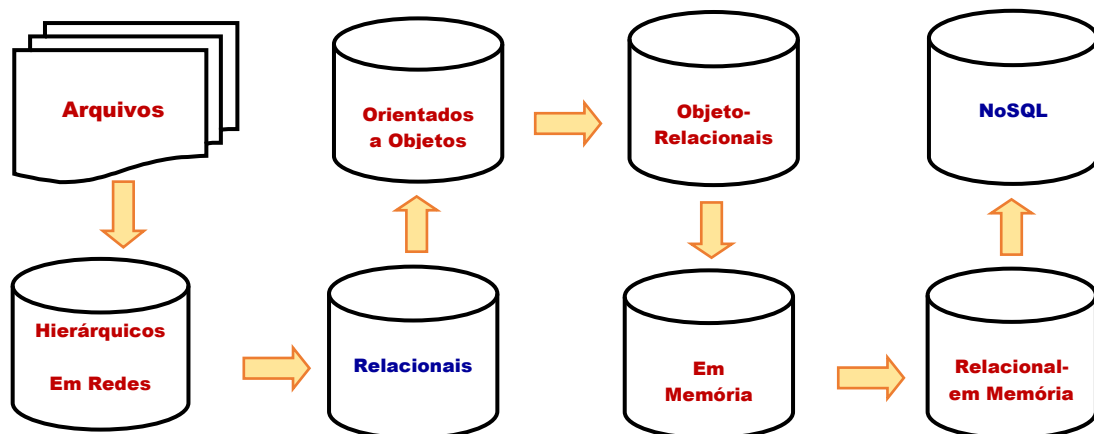 Arquivos
Hierárquicos
Em Redes
Relacionais
Orientados
a Objetos
Objeto-
Relacionais
Em
Memória
Relacional-
em Memória
NoSQL